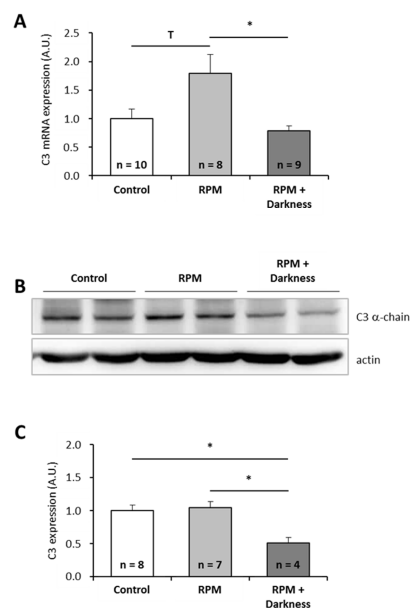 A
C3 mRNA expression (A.U.)
2.5
2.0
1.5
1.0
0.5
0.0
T
*
n = 10
n = 8
n = 9
Control
RPM
RPM +
Darkness
B
Control
RPM
RPM +
Darkness
C3 α-chain
actin
C
C3 expression (A.U.)
2.0
1.5
1.0
0.5
0.0
*
*
n = 8
n = 7
n = 4
Control
RPM
RPM +
Darkness